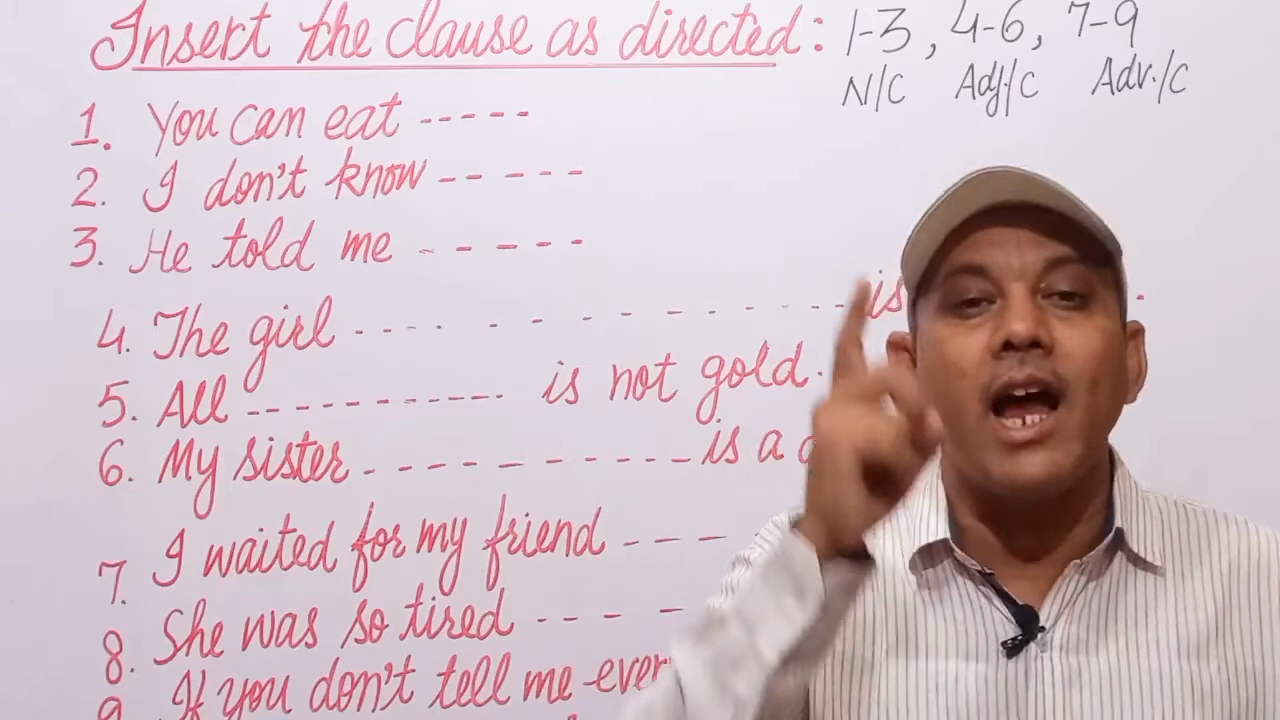 Insert the clause as directed: 1-3, 4-6, 7-9
N/C Adj./C Adv./C
1. You can eat -----
2. I don't know -----
3. He told me -----
4. The girl ------------ is .
5. All ----------- is not gold.
6. My sister ----------- is a
7. I waited for my friend ---
8. She was so tired ----
9. If you don't tell me